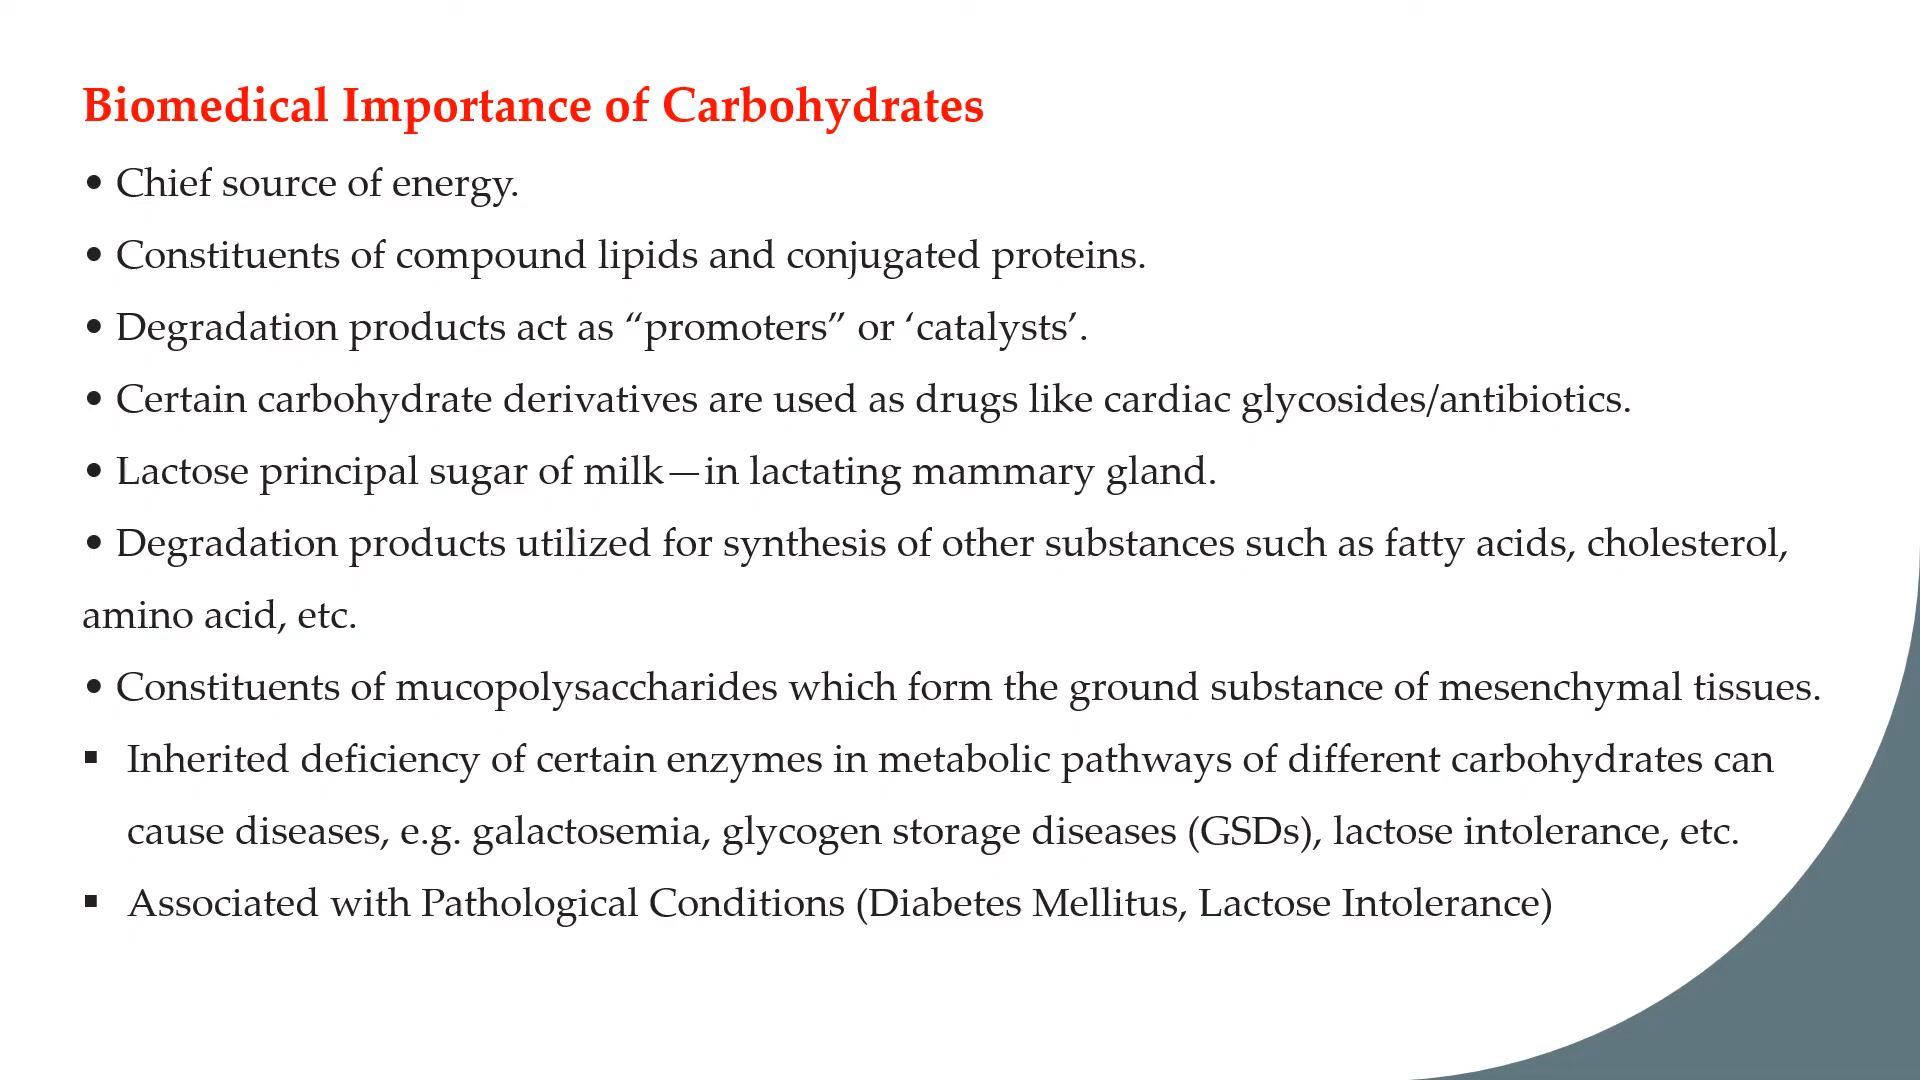 Biomedical Importance of Carbohydrates
• Chief source of energy.
• Constituents of compound lipids and conjugated proteins.
• Degradation products act as “promoters” or ‘catalysts’.
• Certain carbohydrate derivatives are used as drugs like cardiac glycosides/antibiotics.
• Lactose principal sugar of milk—in lactating mammary gland.
• Degradation products utilized for synthesis of other substances such as fatty acids, cholesterol,
amino acid, etc.
• Constituents of mucopolysaccharides which form the ground substance of mesenchymal tissues.
▪ Inherited deficiency of certain enzymes in metabolic pathways of different carbohydrates can
cause diseases, e.g. galactosemia, glycogen storage diseases (GSDs), lactose intolerance, etc.
▪ Associated with Pathological Conditions (Diabetes Mellitus, Lactose Intolerance)